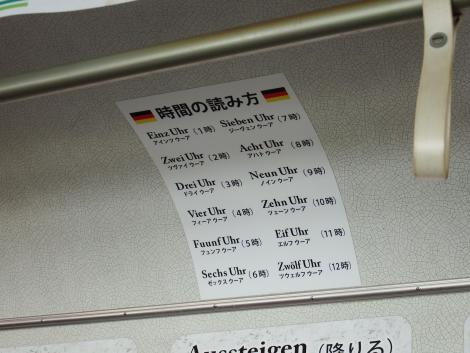 時間の読み方
Einz Uhr (1時)
アインツ ウーア
Zwei Uhr (2時)
ツヴァイ ウーア
Drei Uhr (3時)
ドライ ウーア
Vier Uhr (4時)
フィーア ウーア
Fuunf Uhr (5時)
フュンフ ウーア
Sechs Uhr (6時)
ゼックス ウーア
Sieben Uhr (7時)
ジーヴェン ウーア
Acht Uhr (8時)
アハト ウーア
Neun Uhr (9時)
ノイン ウーア
Zehn Uhr (10時)
ツェーン ウーア
Eif Uhr (11時)
エルフ ウーア
Zwölf Uhr (12時)
ツウェルフ ウーア
Aussteigen (降りる)